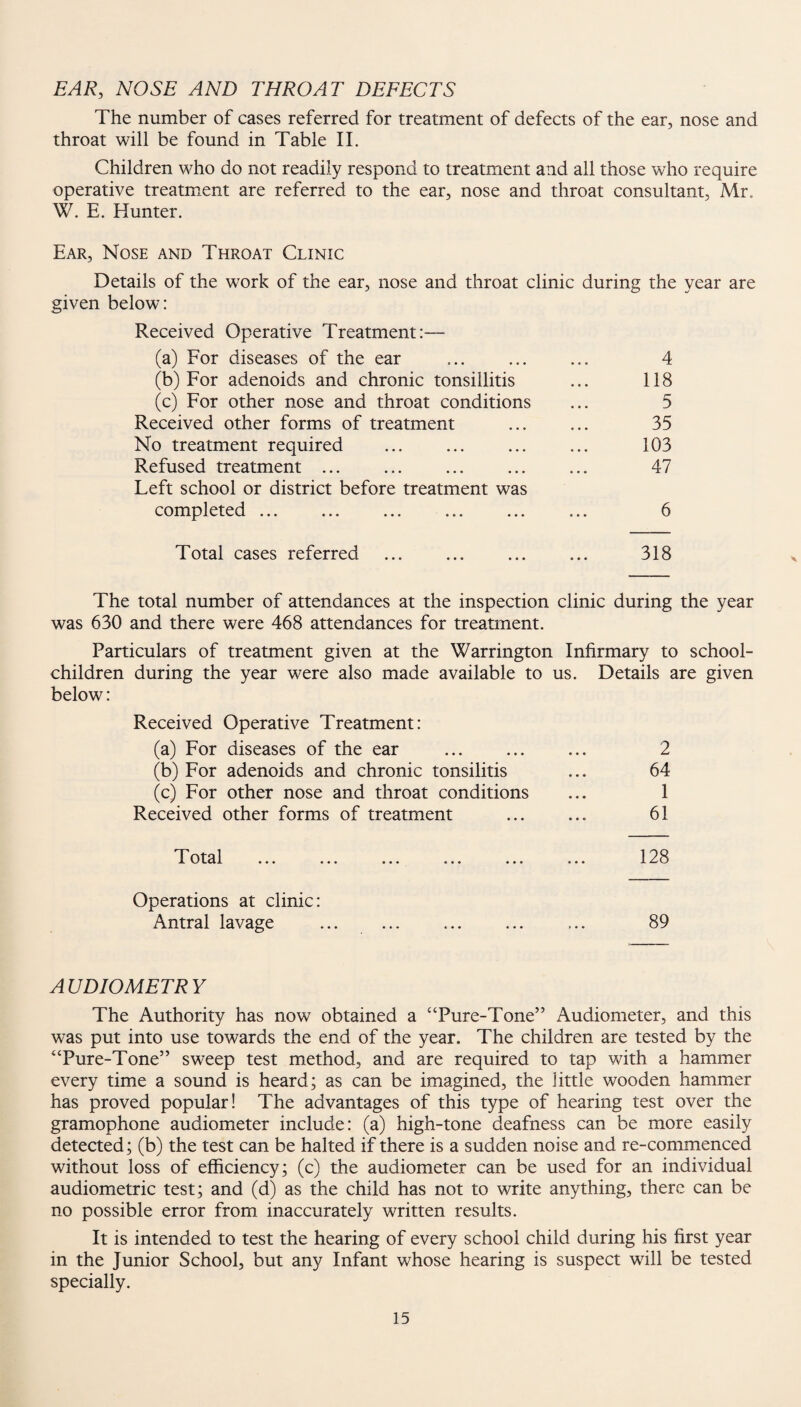 EAR, NOSE AND THROAT DEFECTS
The number of cases referred for treatment of defects of the ear, nose and
throat will be found in Table II.
Children who do not readily respond to treatment and all those who require
operative treatment are referred to the ear, nose and throat consultant, Mr.
W. E. Hunter.
EAR, NOSE AND THROAT CLINIC
Details of the work of the ear, nose and throat clinic during the year are
given below:
Received Operative Treatment:—
(a) For diseases of the ear ... ... ... 4
(b) For adenoids and chronic tonsillitis ... 118
(c) For other nose and throat conditions ... 5
Received other forms of treatment ... ... 35
No treatment required ... ... ... ... 103
Refused treatment ... ... ... ... ... 47
Left school or district before treatment was
completed ... ... ... ... ... ... 6
Total cases referred ... ... ... ... 318
The total number of attendances at the inspection clinic during the year
was 630 and there were 468 attendances for treatment.
Particulars of treatment given at the Warrington Infirmary to school-
children during the year were also made available to us. Details are given
below:
Received Operative Treatment:
(a) For diseases of the ear ... ... ... 2
(b) For adenoids and chronic tonsilitis ... 64
(c) For other nose and throat conditions ... 1
Received other forms of treatment ... ... 61
Total ... ... ... ... ... ... 128
Operations at clinic:
Antral lavage ... ... ... ... ... 89
AUDIOMETRY
The Authority has now obtained a “Pure-Tone” Audiometer, and this
was put into use towards the end of the year. The children are tested by the
“Pure-Tone” sweep test method, and are required to tap with a hammer
every time a sound is heard; as can be imagined, the little wooden hammer
has proved popular! The advantages of this type of hearing test over the
gramophone audiometer include: (a) high-tone deafness can be more easily
detected; (b) the test can be halted if there is a sudden noise and re-commenced
without loss of efficiency; (c) the audiometer can be used for an individual
audiometric test; and (d) as the child has not to write anything, there can be
no possible error from inaccurately written results.
It is intended to test the hearing of every school child during his first year
in the Junior School, but any Infant whose hearing is suspect will be tested
specially.
15